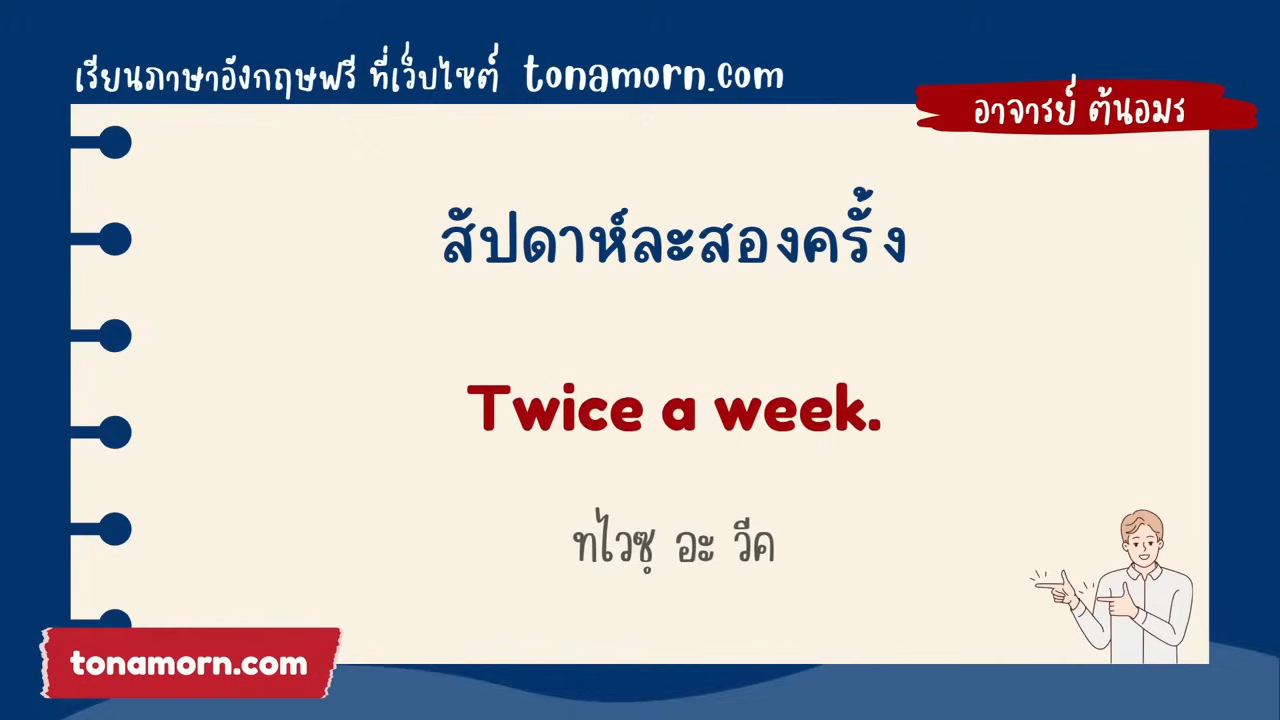 เรียนภาษาอังกฤษฟรี ที่เว็บไซต์ tonamorn.com
อาจารย์ ต้นอมร
สัปดาห์ละสองครั้ง
Twice a week.
ทไวซฺ อะ วีค
tonamorn.com